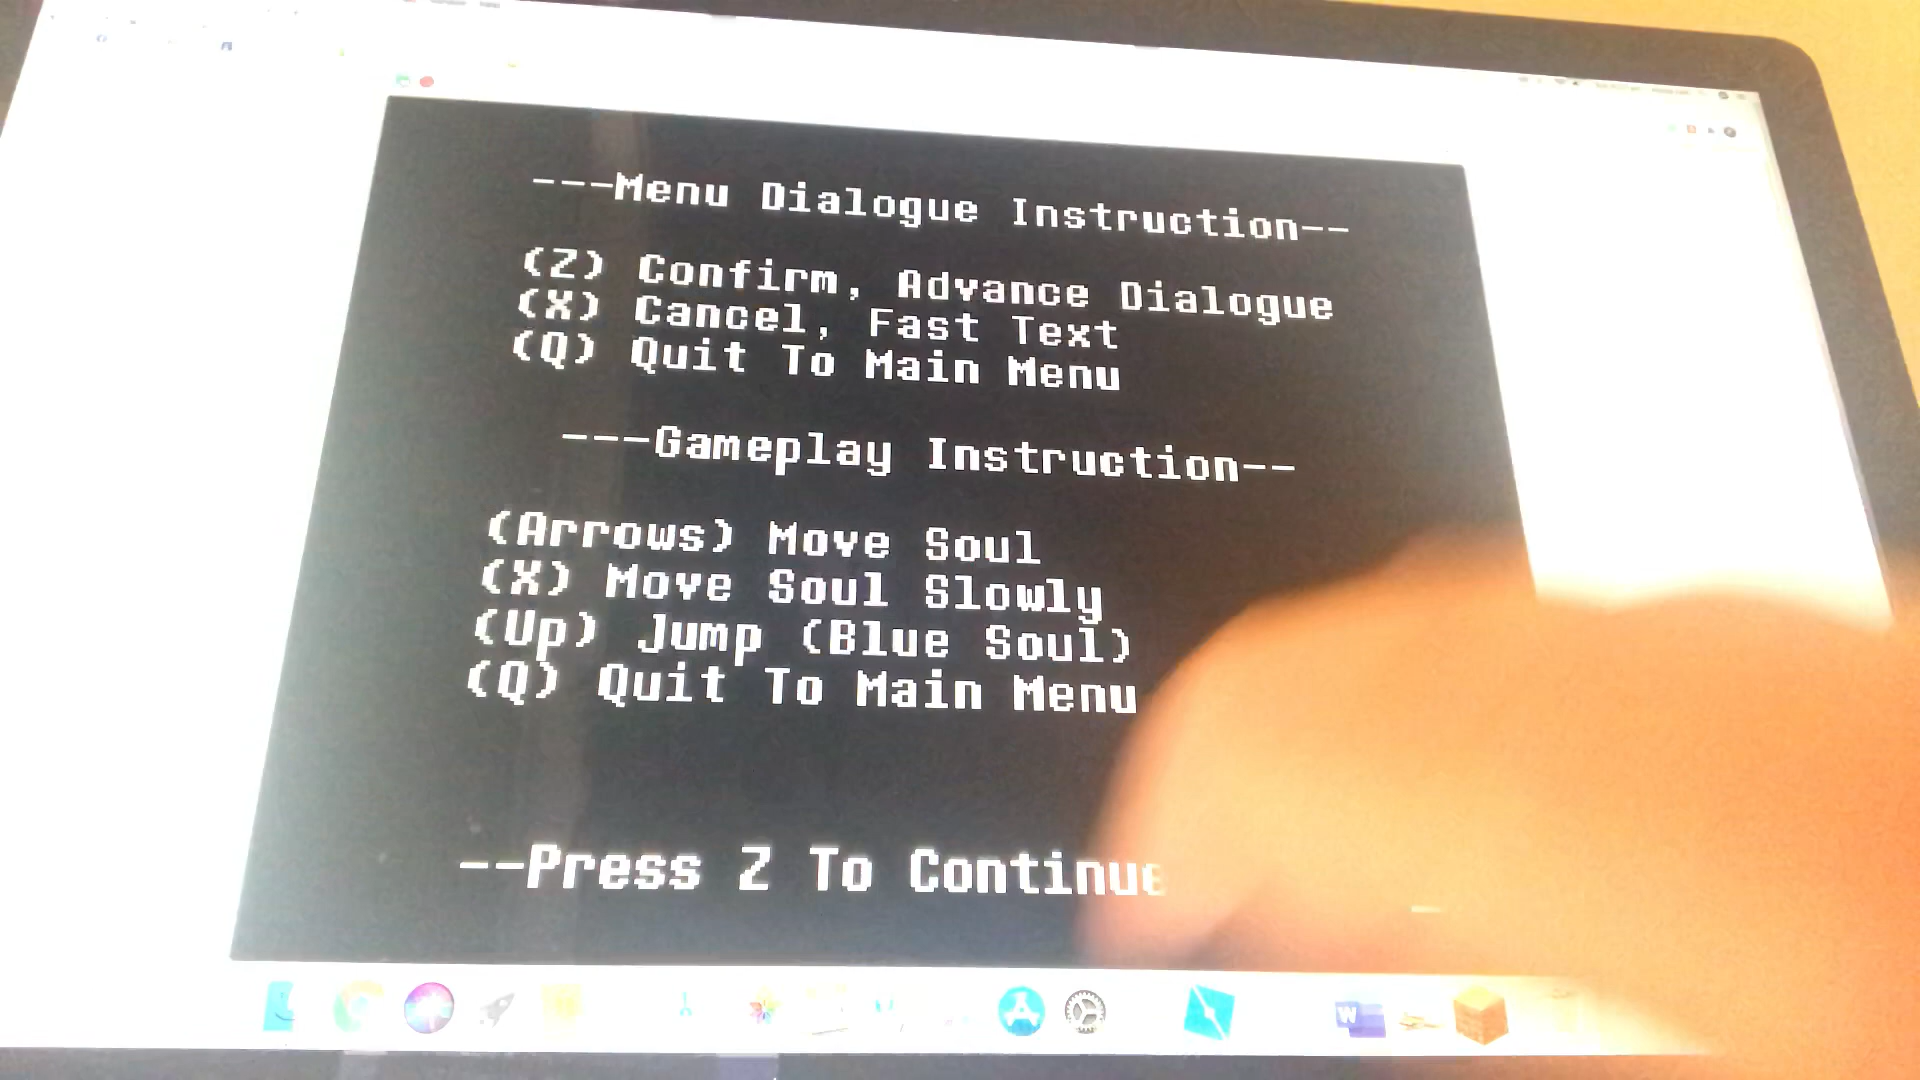 ---Menu Dialogue Instruction--
(Z) Confirm, Advance Dialogue
(X) Cancel, Fast Text
(Q) Quit To Main Menu
---Gameplay Instruction--
(Arrows) Move Soul
(X) Move Soul Slowly
(Up) Jump (Blue Soul)
(Q) Quit To Main Menu
--Press Z To Continue
W